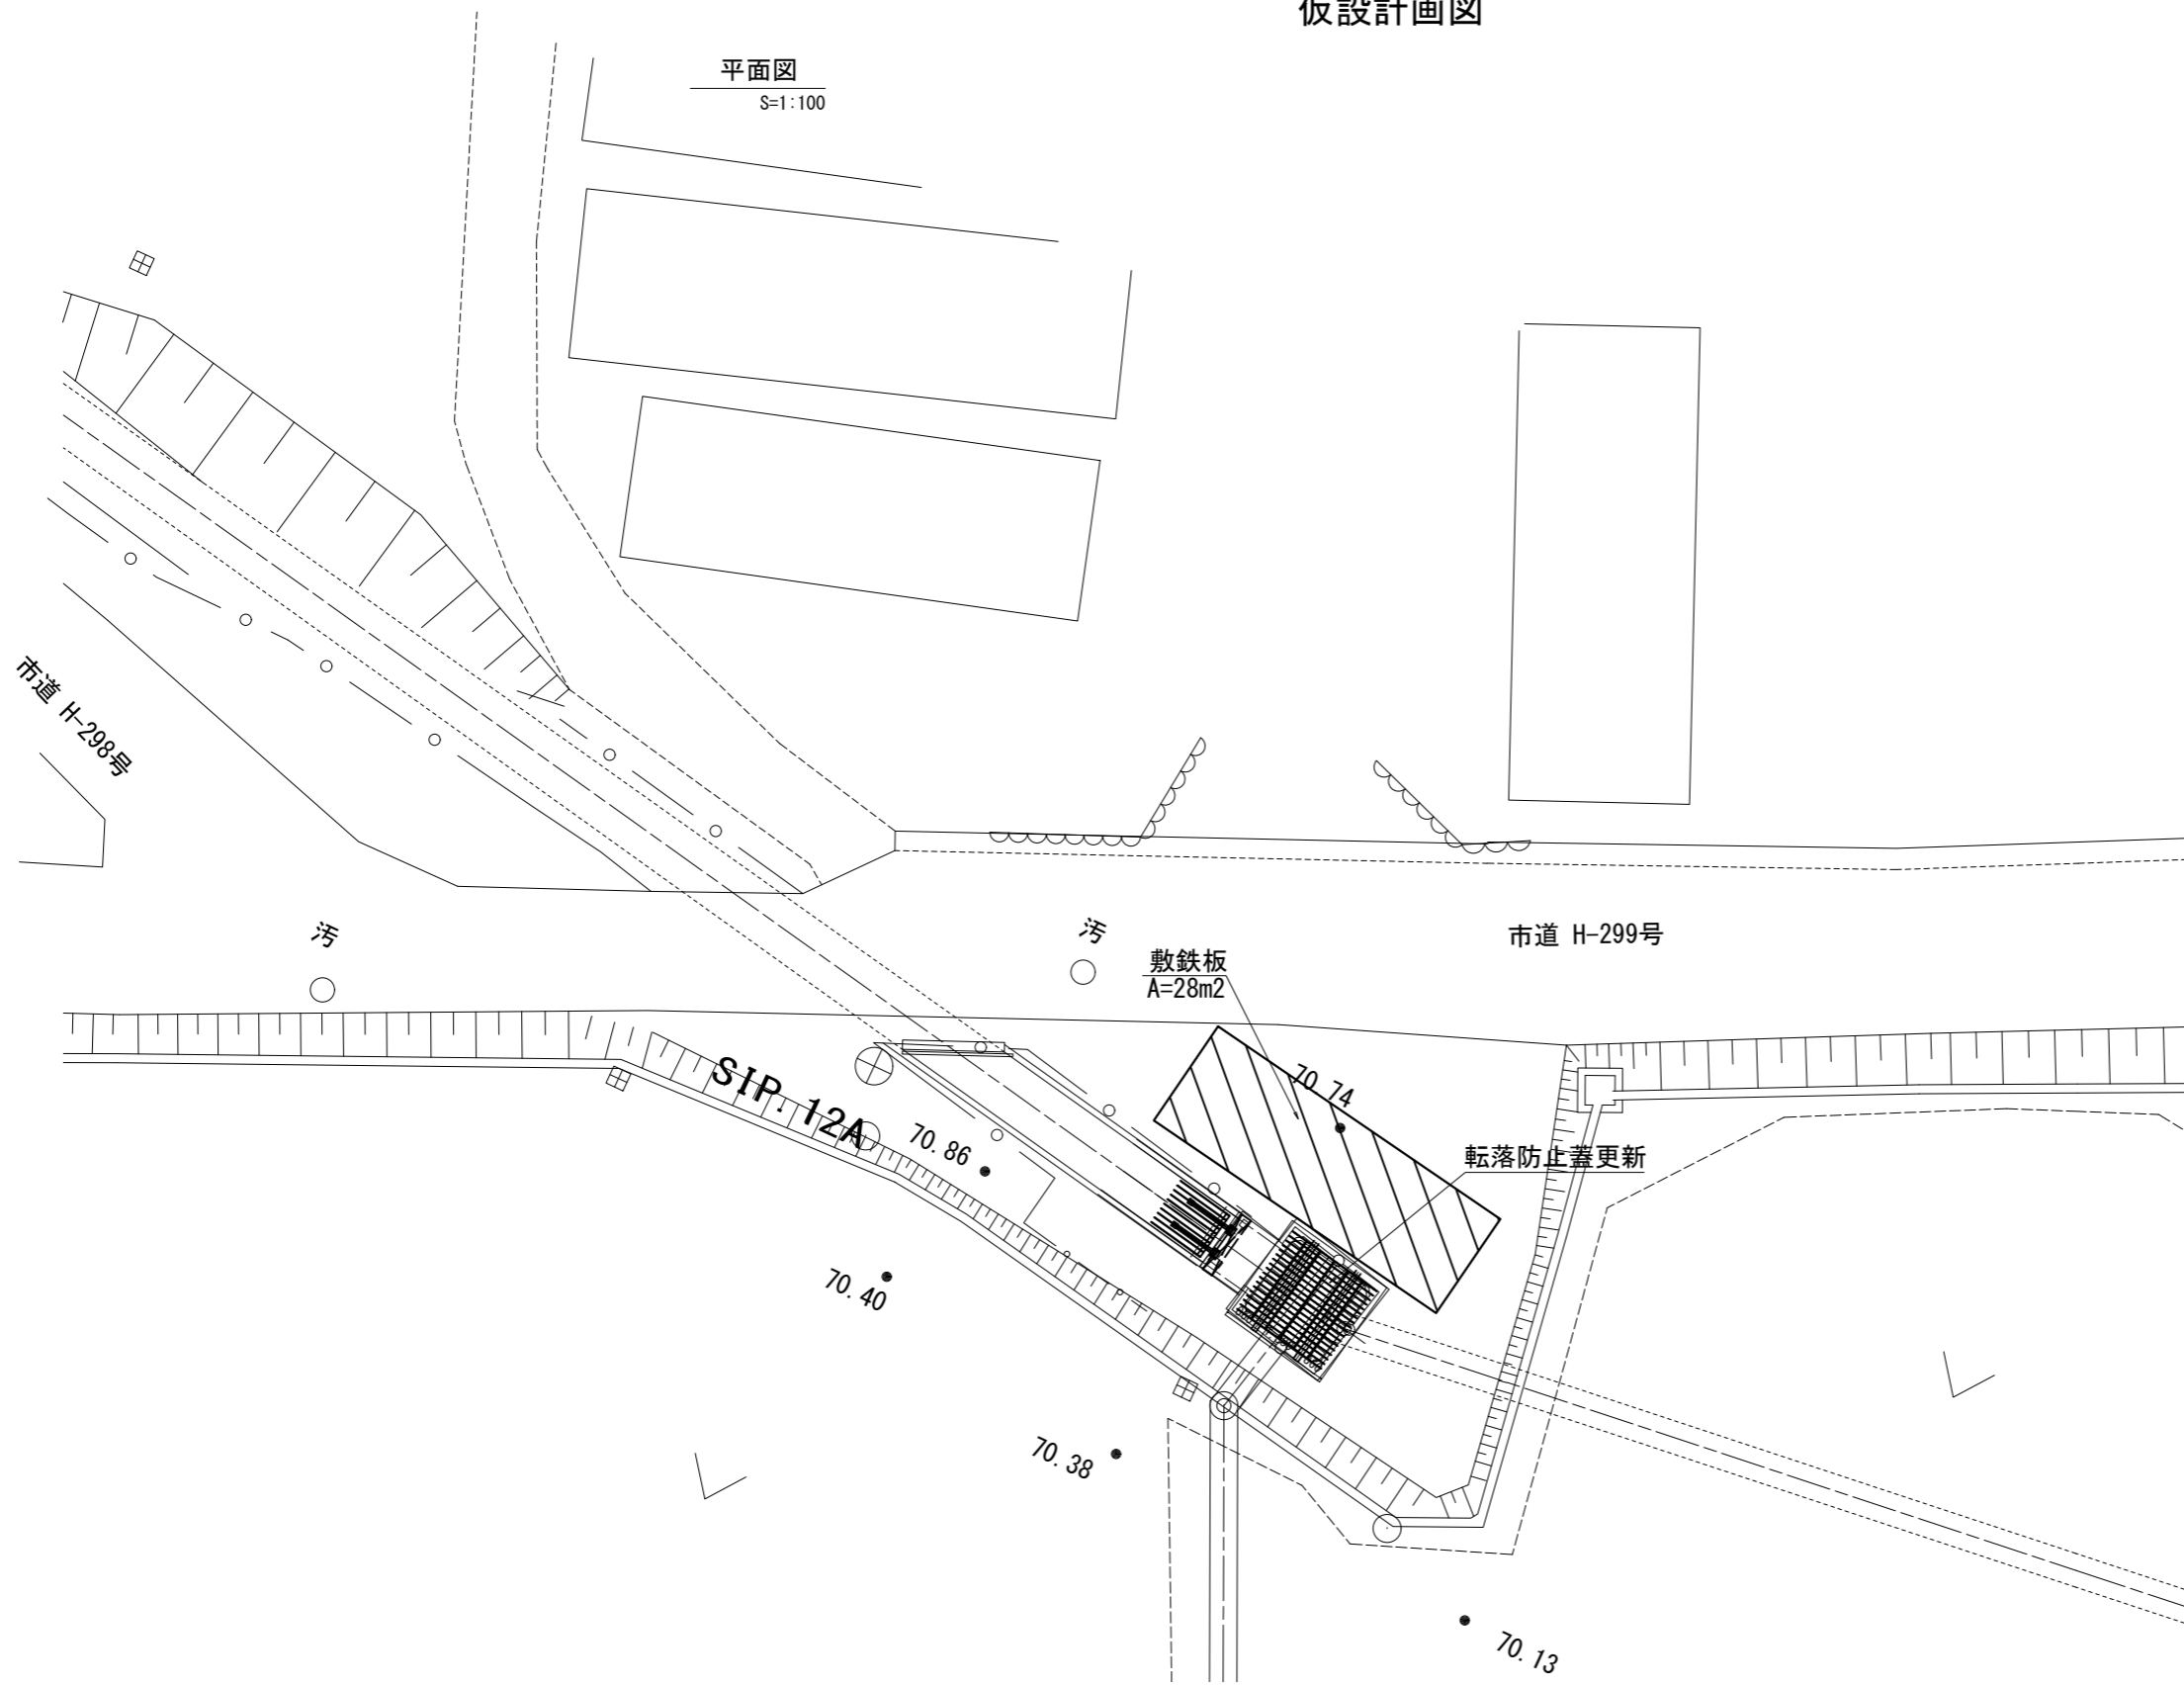 仮設計画図
平面図
S=1:100
市道 H-298号
汚
汚
市道 H-299号
敷鉄板
A=28m2
70.74
SIP. 12A
70.86
転落防止蓋更新
70.40
70.38
70.13